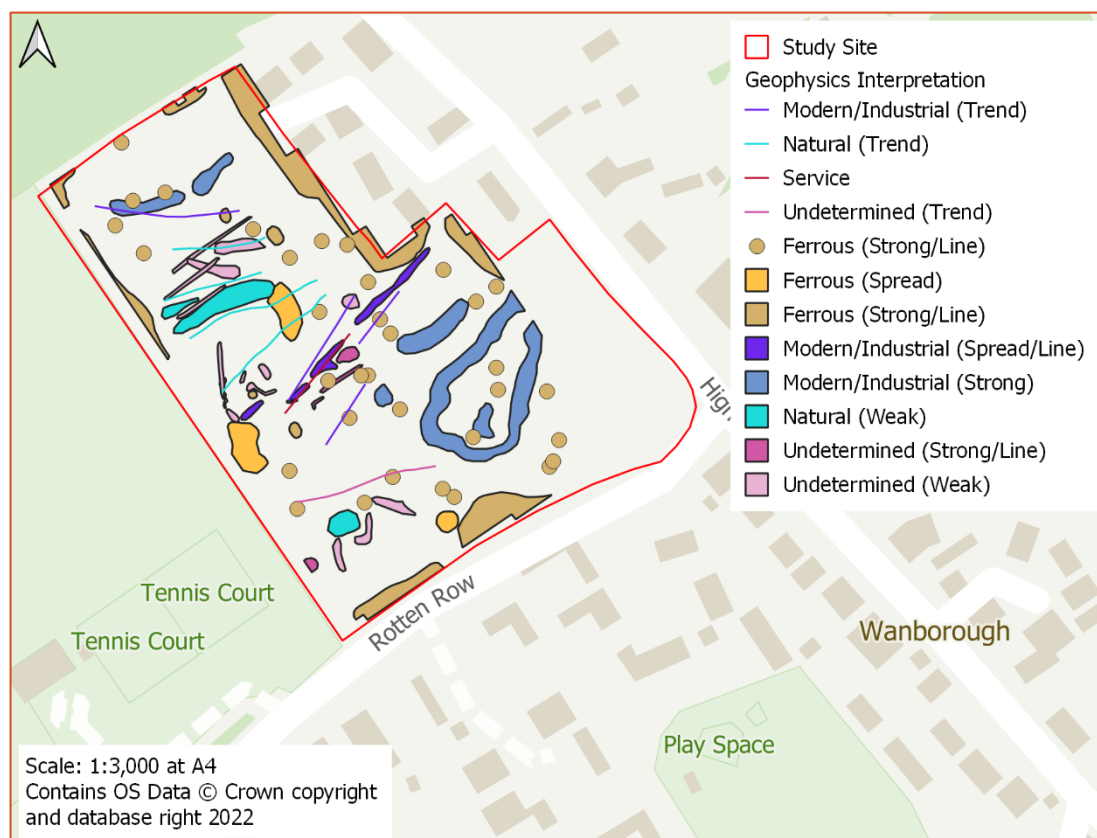 Study Site
Geophysics Interpretation
Modern/Industrial (Trend)
Natural (Trend)
Service
Undetermined (Trend)
Ferrous (Strong/Line)
Ferrous (Spread)
Ferrous (Strong/Line)
Modern/Industrial (Spread/Line)
Modern/Industrial (Strong)
Natural (Weak)
Undetermined (Strong/Line)
Undetermined (Weak)
High
Tennis Court
Tennis Court
Rotten Row
Wanborough
Play Space
Scale: 1:3,000 at A4
Contains OS Data © Crown copyright
and database right 2022